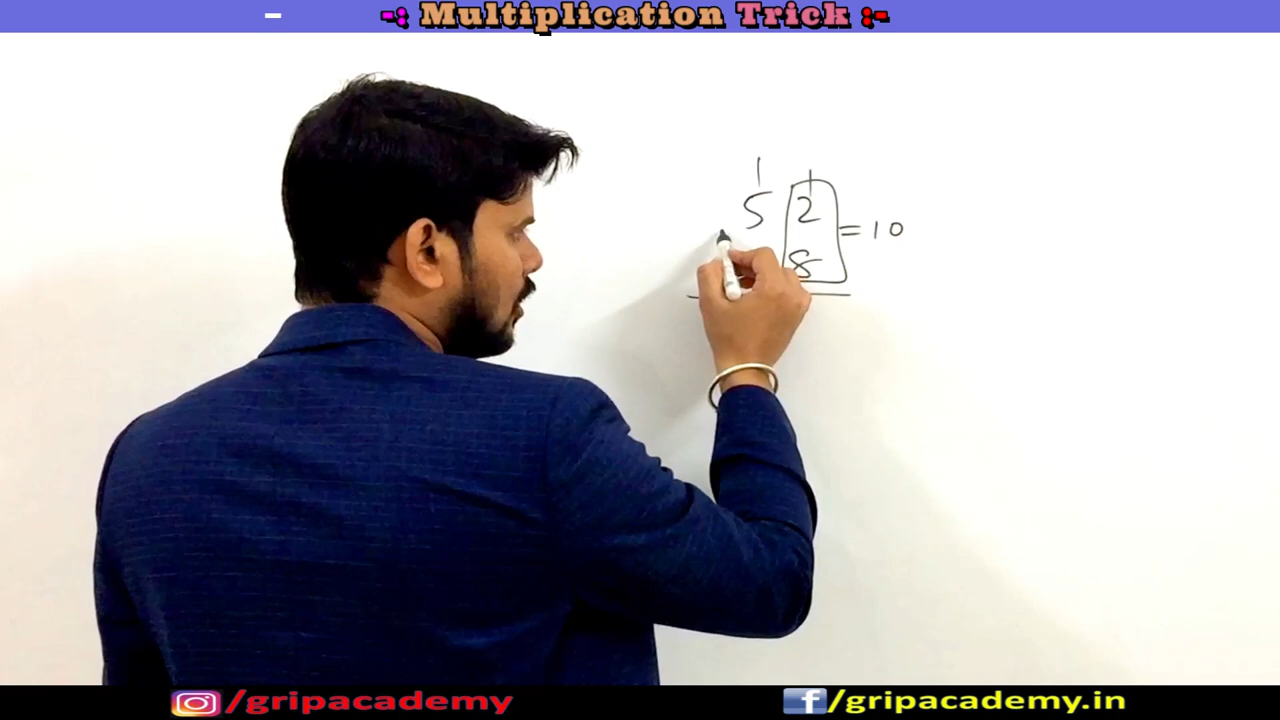 -: Multiplication Trick :-
1 1
5 2 = 10
8
/gripacademy
f/gripacademy.in